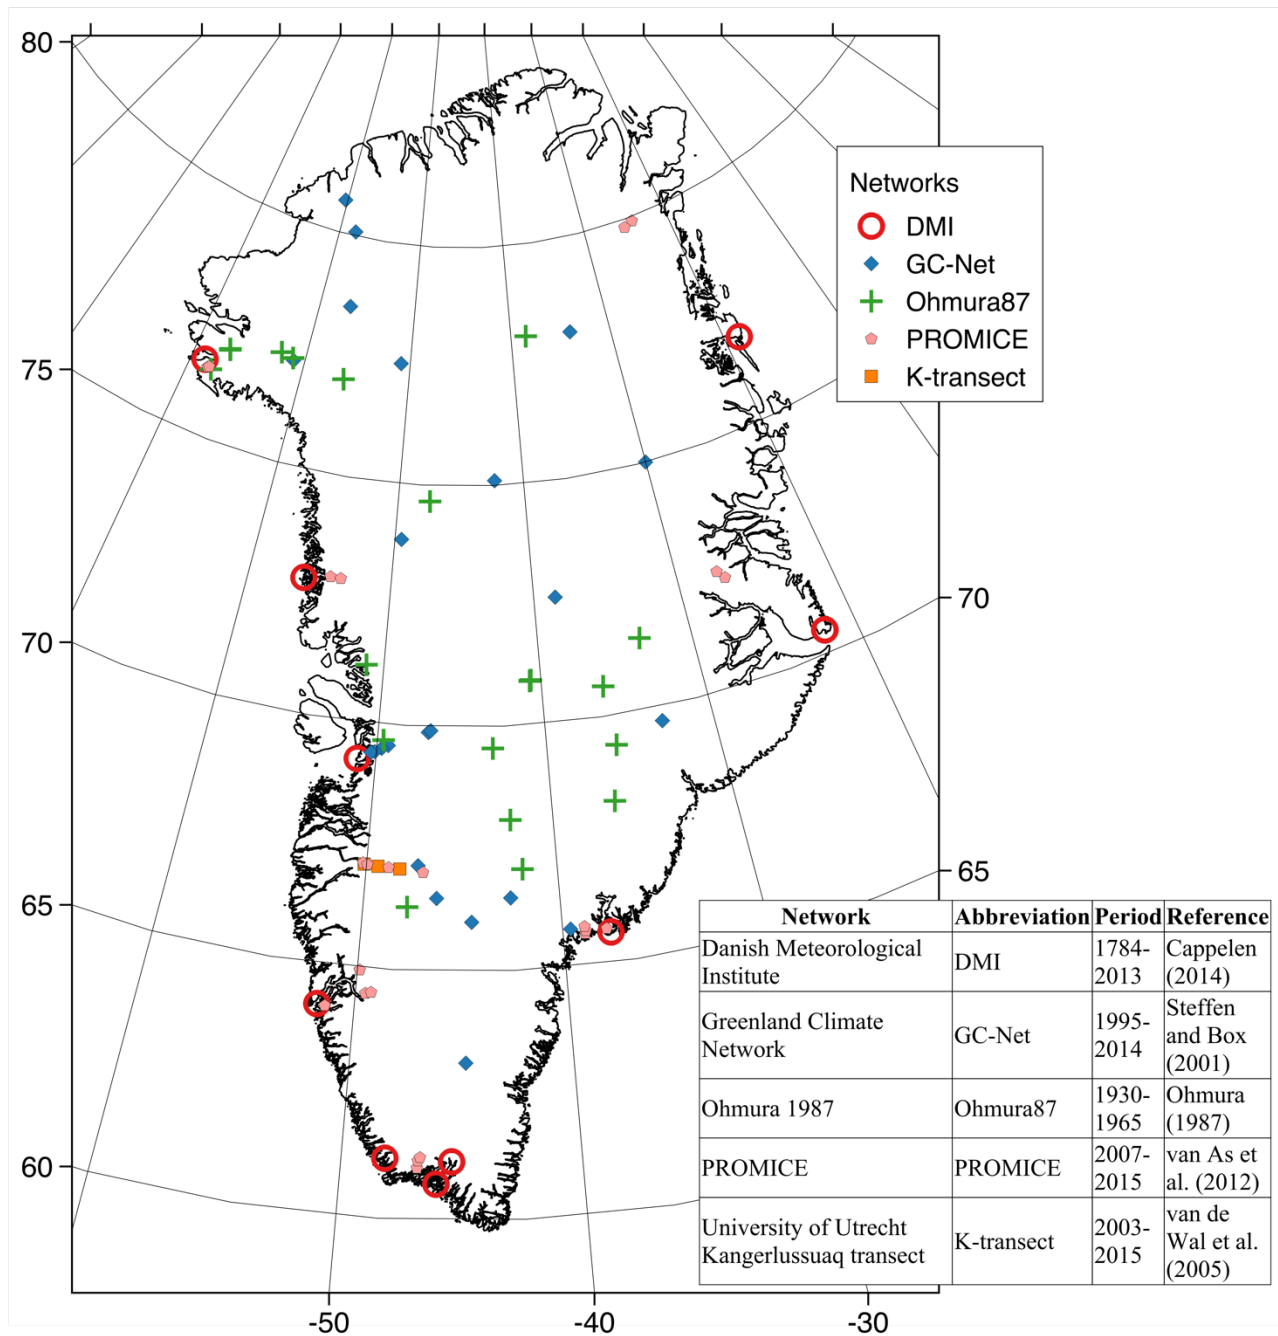 80
75
70
65
60
Networks
DMI
GC-Net
Ohmura87
PROMICE
K-transect
70
65
Network Abbreviation Period Reference
Danish Meteorological
Institute
DMI
1784-
2013
Cappelen
(2014)
Greenland Climate
Network
GC-Net
1995-
2014
Steffen
and Box
(2001)
Ohmura 1987
Ohmura87
1930-
1965
Ohmura
(1987)
PROMICE
PROMICE
2007-
2015
van As et
al. (2012)
University of Utrecht
Kangerlussuaq transect
K-transect
2003-
2015
van de
Wal et al.
(2005)
-50 -40 -30